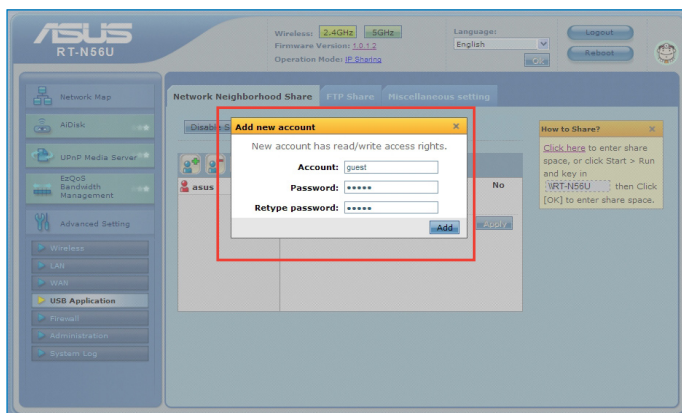 ASUS
RT-N56U
Wireless: 2.4GHz 5GHz
Firmware Version: 1.0.1.2
Operation Mode: IP Sharing
Language:
English
OK
Logout
Reboot
Network Map
AiDisk
UPnP Media Server
EzQoS
Bandwidth
Management
Advanced Setting
Wireless
LAN
WAN
USB Application
Firewall
Administration
System Log
Network Neighborhood Share FTP Share Miscellaneous setting
Disable S
asus
No
Apply
Add new account ×
New account has read/write access rights.
Account: guest
Password: •••••
Retype password: •••••
Add
How to Share? ×
Click here to enter share
space, or click Start > Run
and key in
\\RT-N56U then Click
[OK] to enter share space.